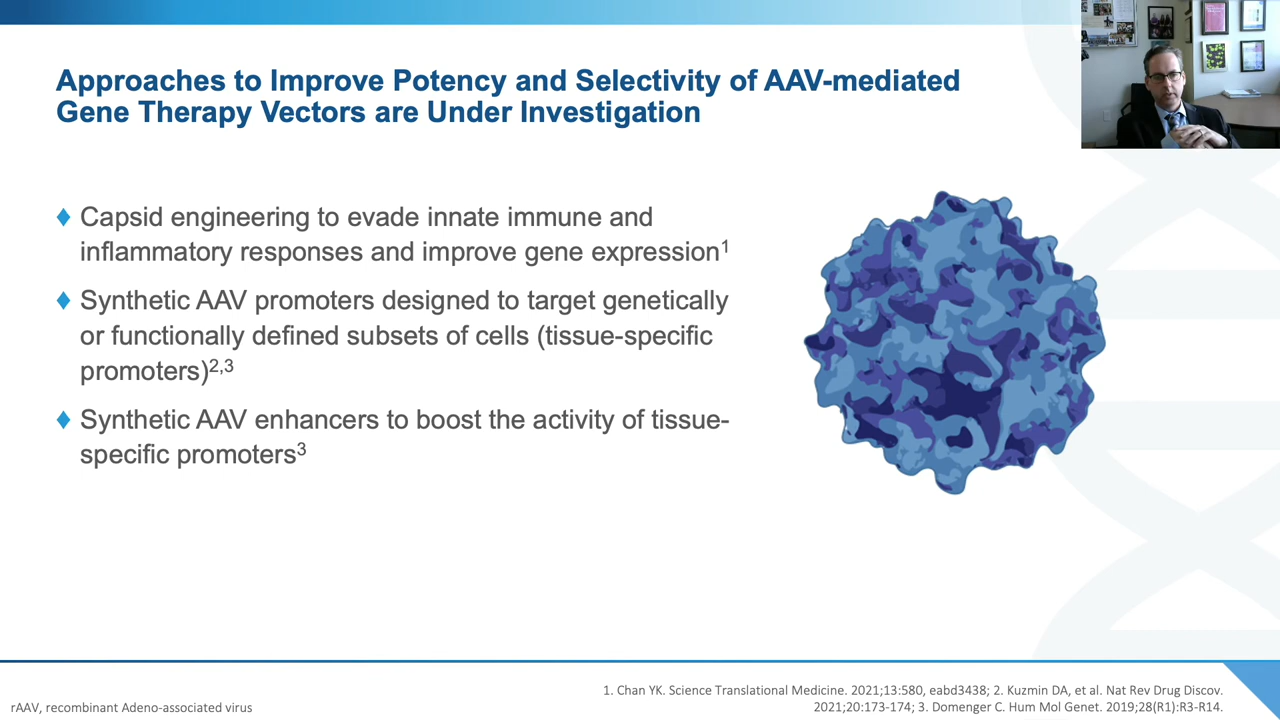 Approaches to Improve Potency and Selectivity of AAV-mediated
Gene Therapy Vectors are Under Investigation
♦ Capsid engineering to evade innate immune and
inflammatory responses and improve gene expression¹
♦ Synthetic AAV promoters designed to target genetically
or functionally defined subsets of cells (tissue-specific
promoters)²,³
♦ Synthetic AAV enhancers to boost the activity of tissue-
specific promoters³
1. Chan YK. Science Translational Medicine. 2021;13:580, eabd3438; 2. Kuzmin DA, et al. Nat Rev Drug Discov.
2021;20:173-174; 3. Domenger C. Hum Mol Genet. 2019;28(R1):R3-R14.
rAAV, recombinant Adeno-associated virus